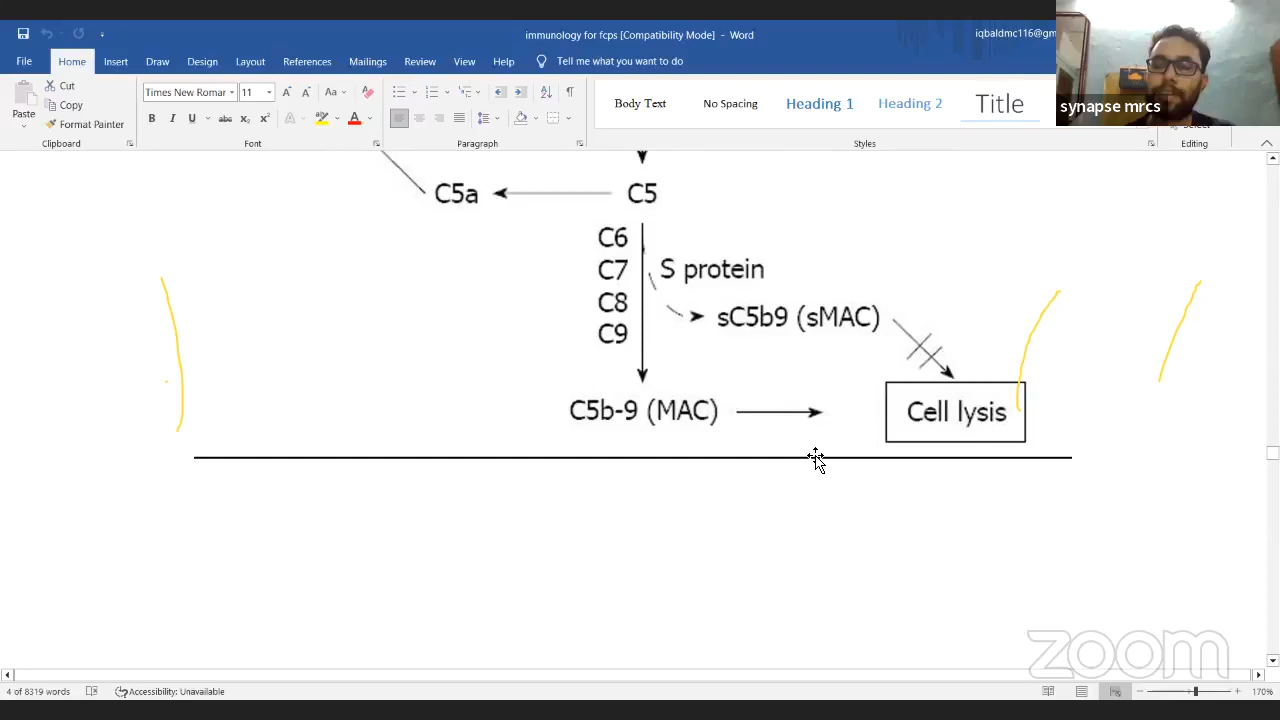 immunology for fcps [Compatibility Mode] - Word
iqbaldmc116@gm
File Home Insert Draw Design Layout References Mailings Review View Help Tell me what you want to do
Paste
Cut
Copy
Format Painter
Times New Romar 11
Body Text No Spacing Heading 1 Heading 2 Title
synapse mrcs
Clipboard Font Paragraph Styles Editing
C5a C5
C6
C7 S protein
C8 sC5b9 (sMAC)
C9
C5b-9 (MAC) Cell lysis
zoom
4 of 8319 words Accessibility: Unavailable 170%